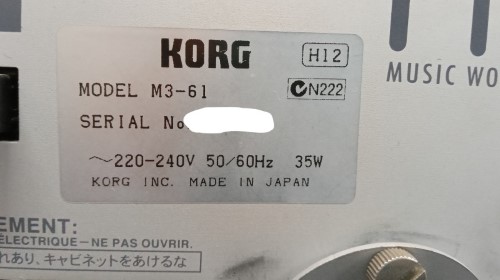 KORG
H12
MODEL M3-61
N222
SERIAL No.
～220-240V 50/60Hz 35W
KORG INC. MADE IN JAPAN
MUSIC WO
EMENT:
ÉLECTRIQUE—NE PAS OUVRIR.
れあり、キャビネットをあけるな